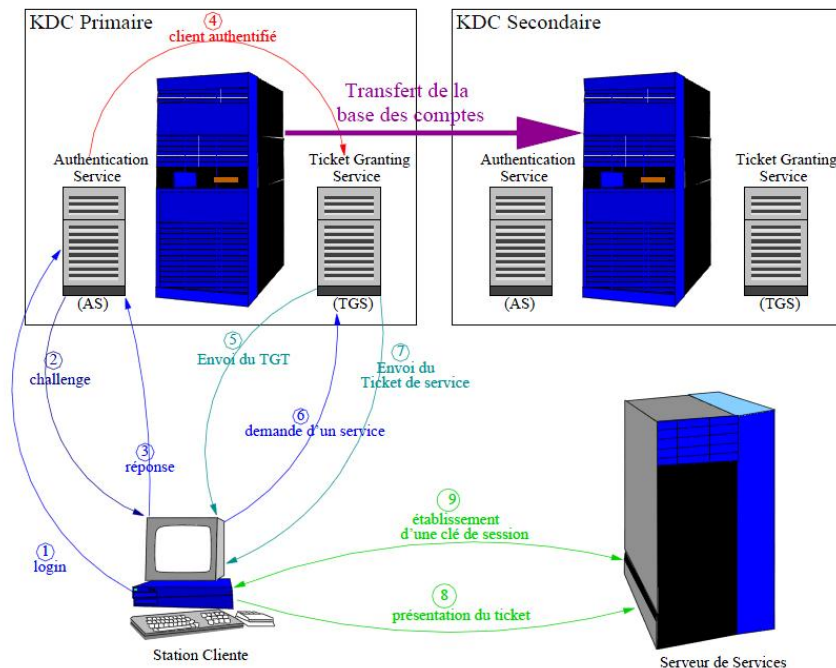 KDC Primaire
④
client authentifié
KDC Secondaire
Transfert de la
base des comptes
Authentication
Service
Ticket Granting
Service
Authentication
Service
Ticket Granting
Service
(AS)
(TGS)
(AS)
(TGS)
②
challenge
⑤
Envoi du TGT
⑦
Envoi du
Ticket de service
⑥
demande d'un service
③
réponse
①
login
⑨
établissement
d'une clé de session
⑧
présentation du ticket
Station Cliente
Serveur de Services